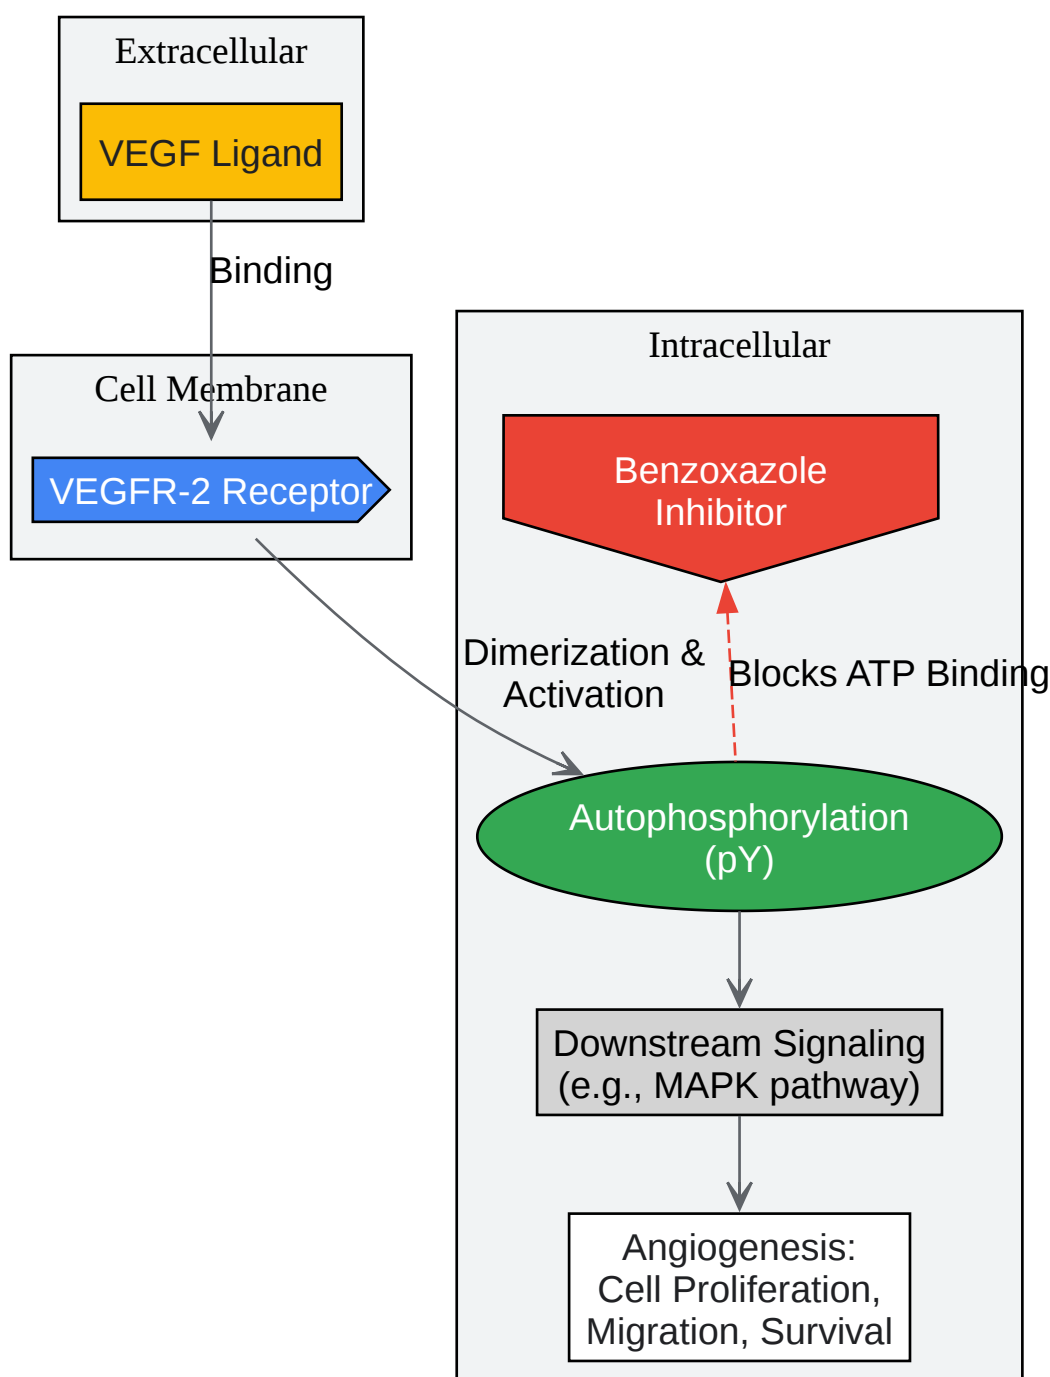 Extracellular
VEGF Ligand
Binding
Cell Membrane
VEGFR-2 Receptor
Intracellular
Benzoxazole
Inhibitor
Dimerization &
Activation
Blocks ATP Binding
Autophosphorylation
(pY)
Downstream Signaling
(e.g., MAPK pathway)
Angiogenesis:
Cell Proliferation,
Migration, Survival